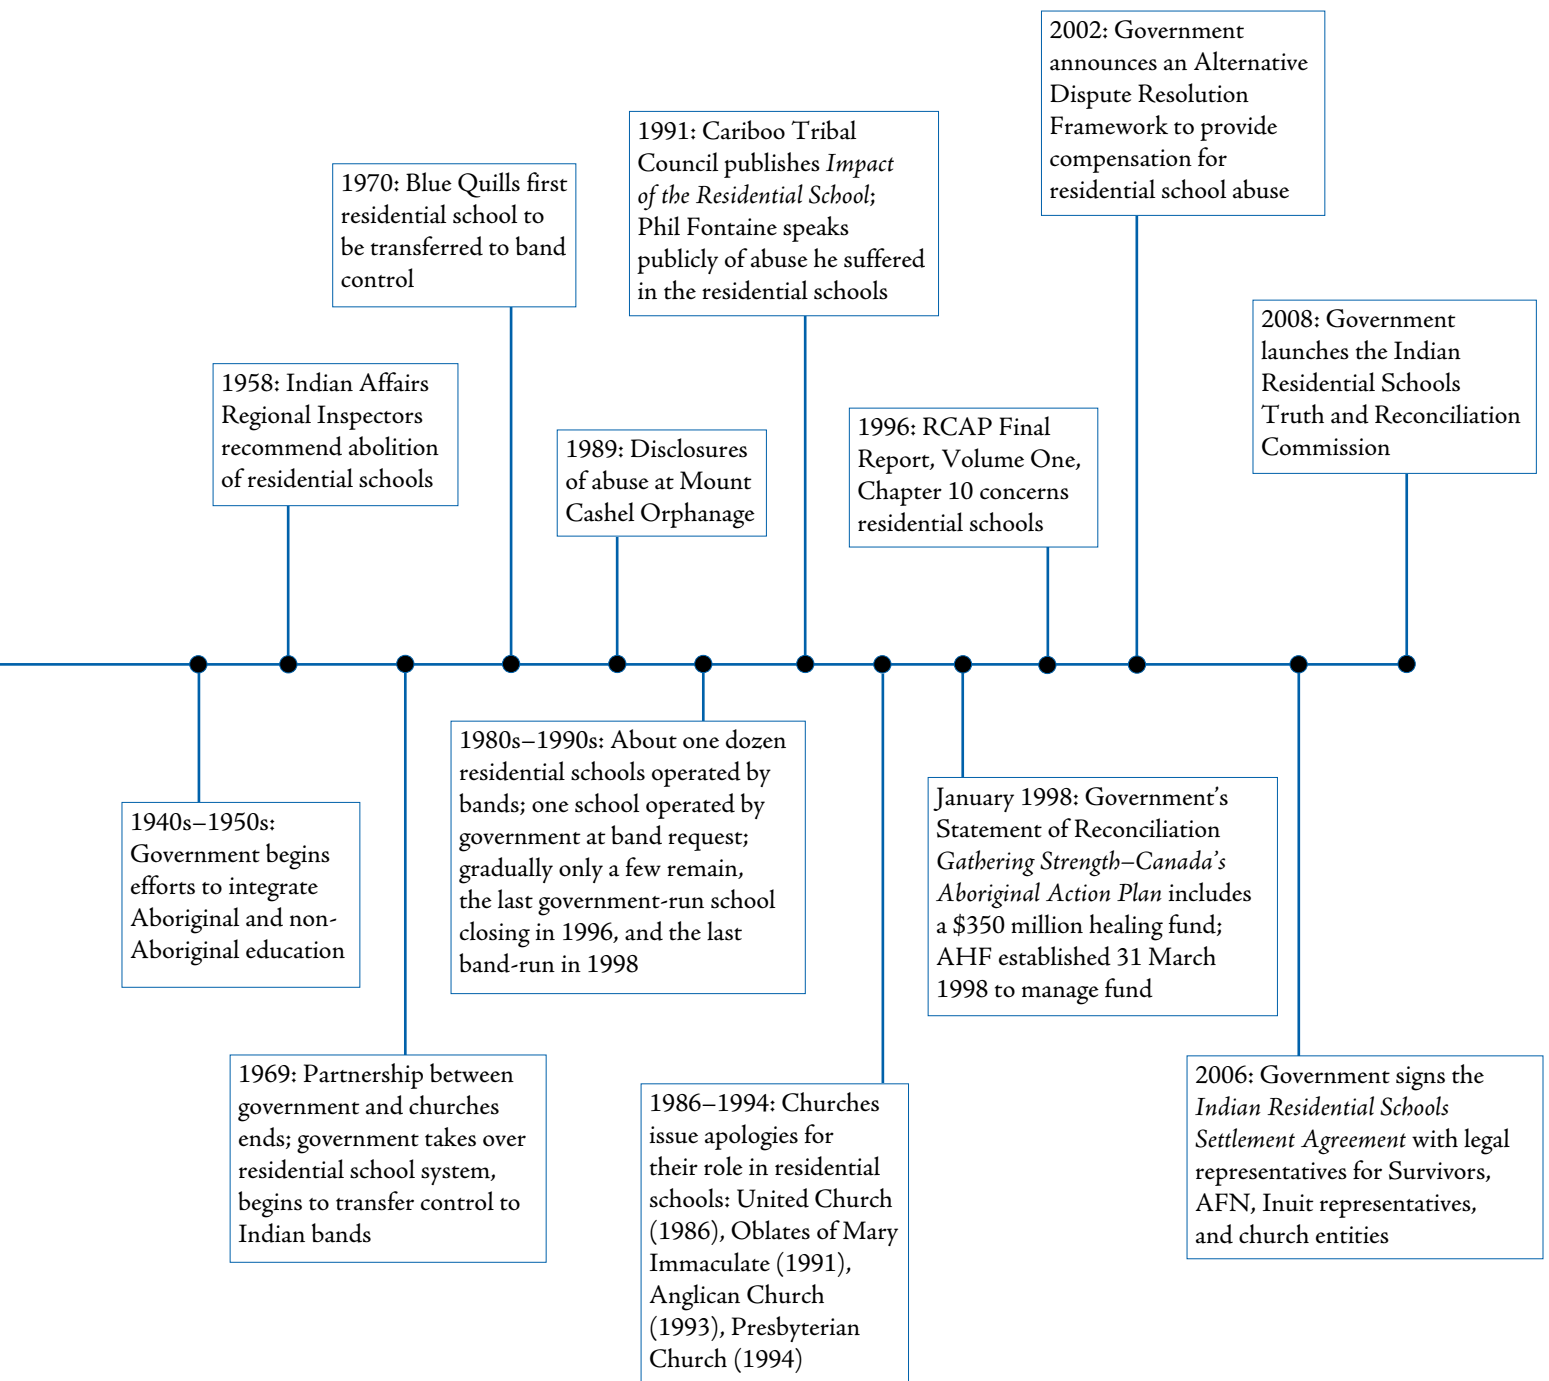 2002: Government
announces an Alternative
Dispute Resolution
Framework to provide
compensation for
residential school abuse
1991: Cariboo Tribal
Council publishes Impact
of the Residential School;
Phil Fontaine speaks
publicly of abuse he suffered
in the residential schools
1970: Blue Quills first
residential school to
be transferred to band
control
2008: Government
launches the Indian
Residential Schools
Truth and Reconciliation
Commission
1958: Indian Affairs
Regional Inspectors
recommend abolition
of residential schools
1996: RCAP Final
Report, Volume One,
Chapter 10 concerns
residential schools
1989: Disclosures
of abuse at Mount
Cashel Orphanage
1980s–1990s: About one dozen
residential schools operated by
bands; one school operated by
government at band request;
gradually only a few remain,
the last government-run school
closing in 1996, and the last
band-run in 1998
January 1998: Government’s
Statement of Reconciliation
Gathering Strength–Canada’s
Aboriginal Action Plan includes
a $350 million healing fund;
AHF established 31 March
1998 to manage fund
1940s–1950s:
Government begins
efforts to integrate
Aboriginal and non-
Aboriginal education
1969: Partnership between
government and churches
ends; government takes over
residential school system,
begins to transfer control to
Indian bands
1986–1994: Churches
issue apologies for
their role in residential
schools: United Church
(1986), Oblates of Mary
Immaculate (1991),
Anglican Church
(1993), Presbyterian
Church (1994)
2006: Government signs the
Indian Residential Schools
Settlement Agreement with legal
representatives for Survivors,
AFN, Inuit representatives,
and church entities